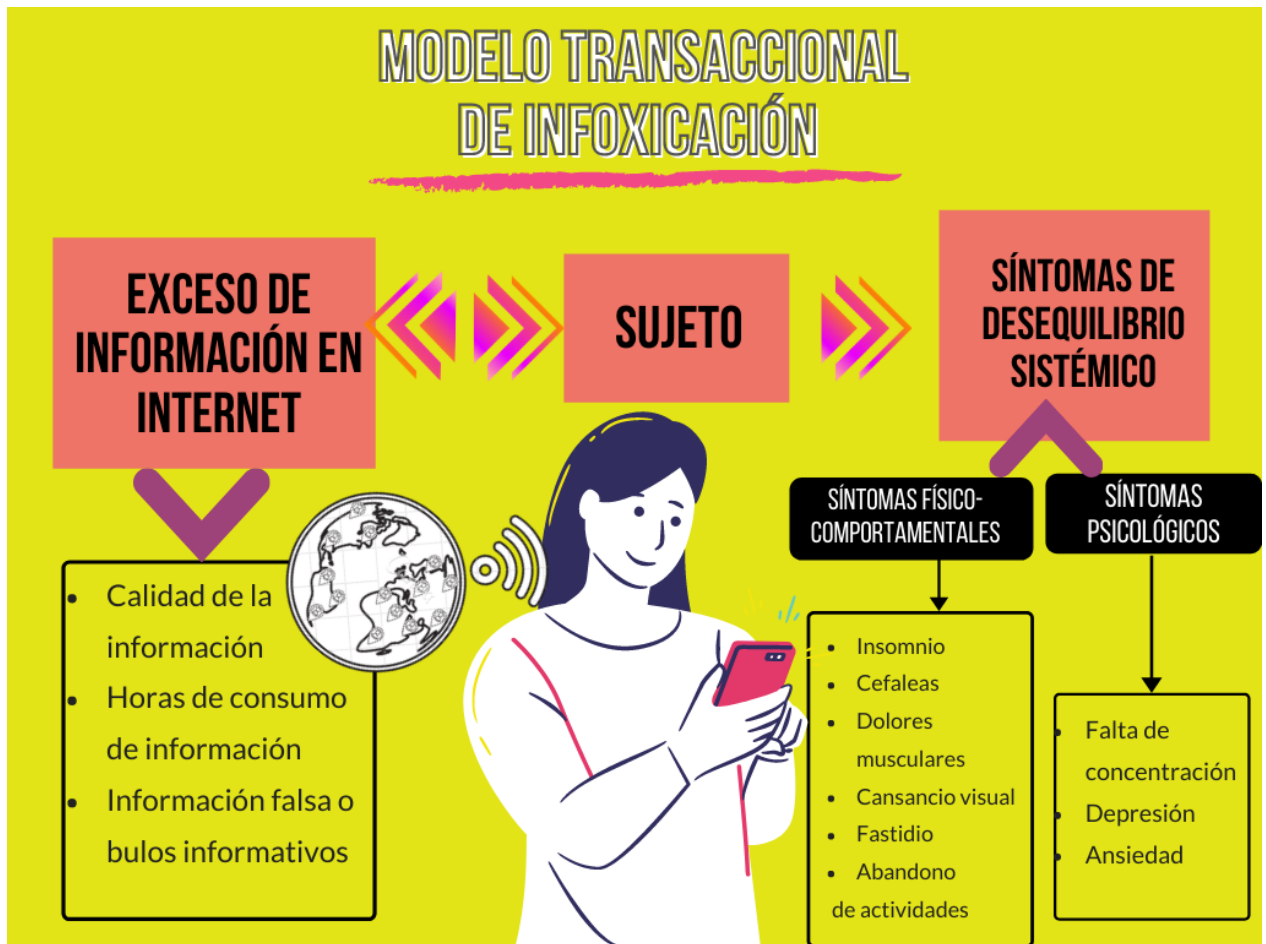 MODELO TRANSACCIONAL
DE INFOXICACIÓN
EXCESO DE
INFORMACIÓN EN
INTERNET
SUJETO
SÍNTOMAS DE
DESEQUILIBRIO
SISTÉMICO
• Calidad de la
información
• Horas de consumo
de información
• Información falsa o
bulos informativos
SÍNTOMAS FÍSICO-
COMPORTAMENTALES
• Insomnio
• Cefaleas
• Dolores
musculares
• Cansancio visual
• Fastidio
• Abandono
de actividades
SÍNTOMAS
PSICOLÓGICOS
• Falta de
concentración
• Depresión
• Ansiedad